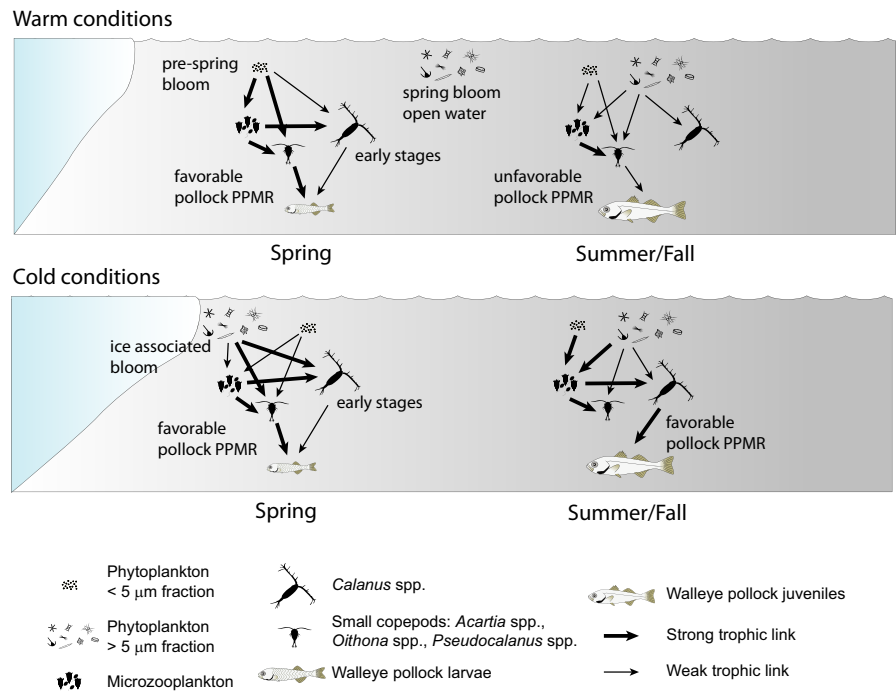 Warm conditions
pre-spring
bloom
spring bloom
open water
early stages
favorable
pollock PPMR
unfavorable
pollock PPMR
Spring
Summer/Fall
Cold conditions
ice associated
bloom
early stages
favorable
pollock PPMR
favorable
pollock PPMR
Spring
Summer/Fall
Phytoplankton
< 5 μm fraction
Phytoplankton
> 5 μm fraction
Microzooplankton
Calanus spp.
Small copepods: Acartia spp.,
Oithona spp., Pseudocalanus spp.
Walleye pollock larvae
Walleye pollock juveniles
Strong trophic link
Weak trophic link